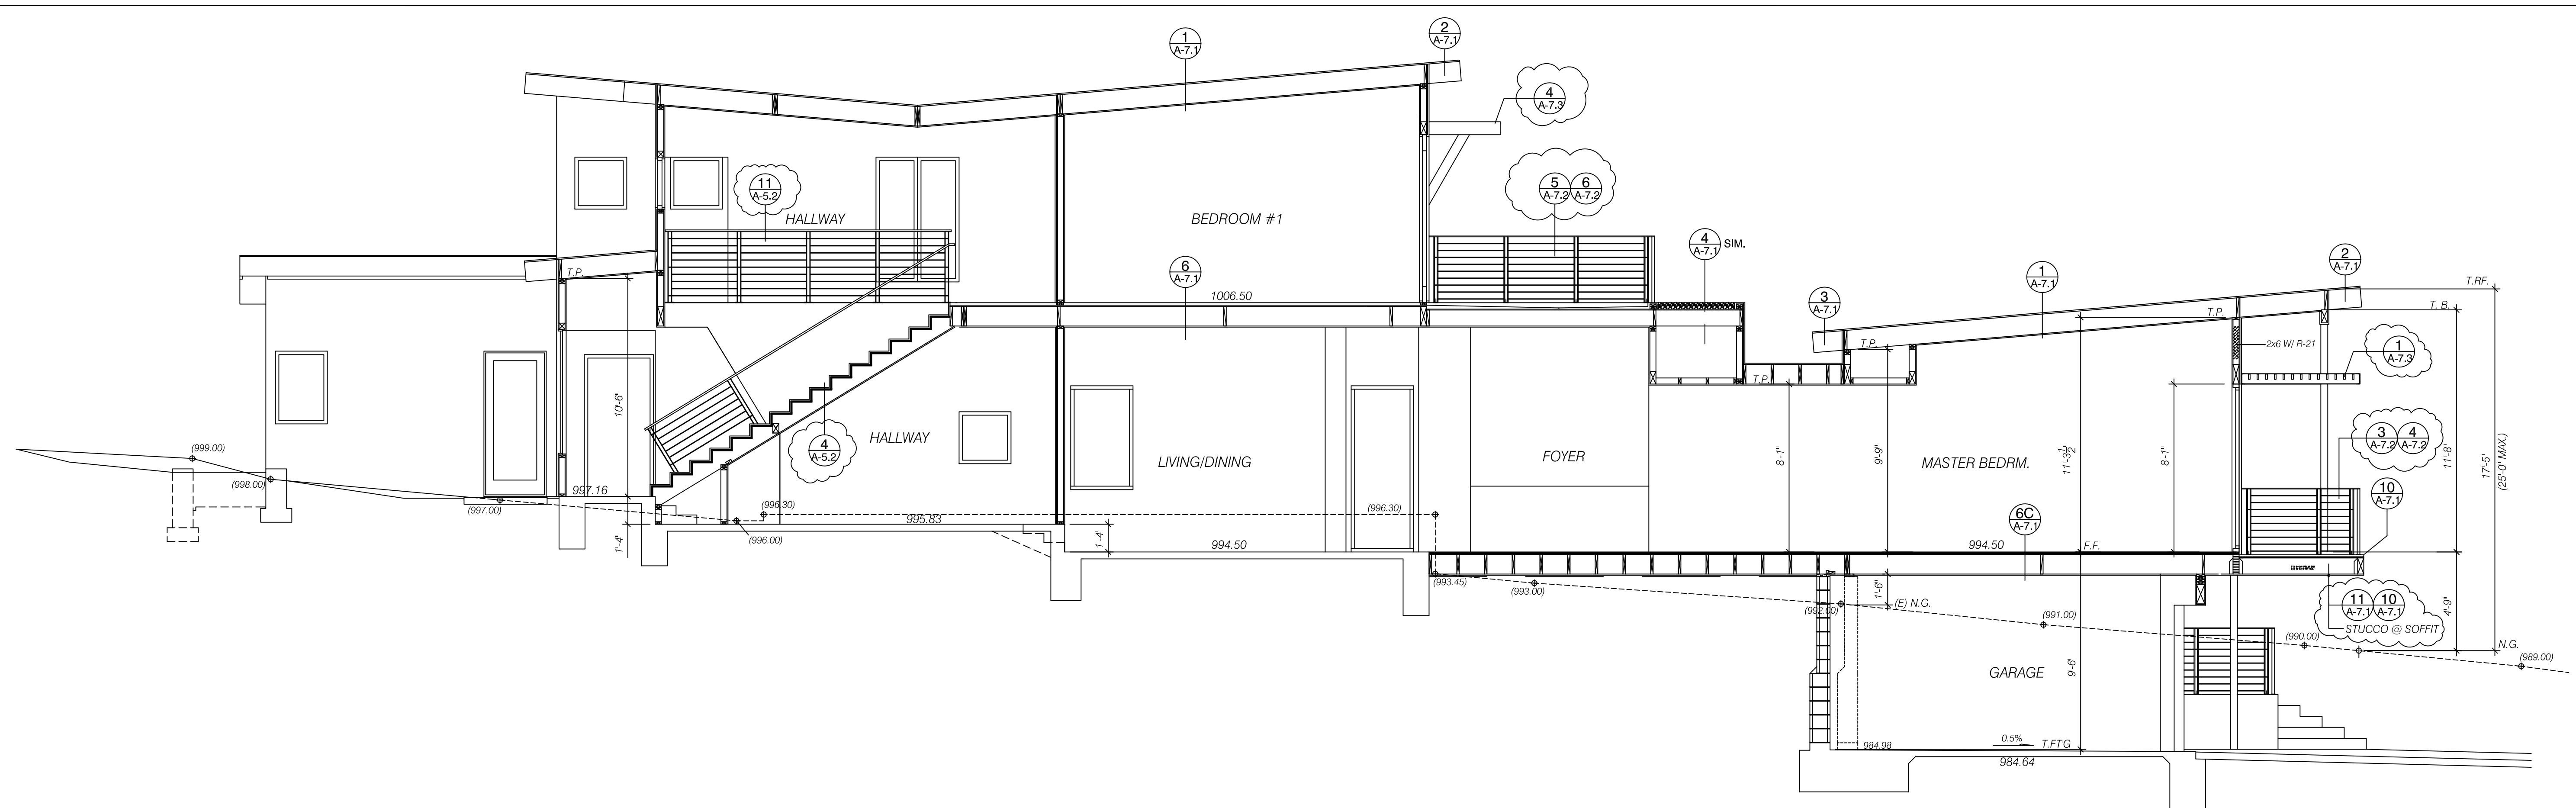 1
A-7.1
2
A-7.1
4
A-7.3
11
A-5.2
HALLWAY
BEDROOM #1
5
A-7.2
6
A-7.2
4
A-7.1
SIM.
6
A-7.1
1006.50
3
A-7.1
1
A-7.1
2
A-7.1
T.RF.
T. B.
T.P.
T.P.
T.P.
T.P.
2x6 W/ R-21
1
A-7.3
10'-6"
8'-1"
9'-9"
11'-3 1/2"
8'-1"
11'-8"
17'-5"
(25'-0" MAX.)
HALLWAY
4
A-5.2
LIVING/DINING
FOYER
MASTER BEDRM.
3
A-7.2
4
A-7.2
10
A-7.1
(999.00)
(998.00)
(997.00)
997.16
(996.30)
(996.00)
995.83
1'-4"
1'-4"
994.50
(996.30)
6C
A-7.1
994.50
F.F.
(993.45)
(993.00)
1'-6"
(992.00)
(E) N.G.
(991.00)
(990.00)
11
A-7.1
10
A-7.1
STUCCO @ SOFFIT
4'-9"
N.G.
(989.00)
GARAGE
9'-6"
984.98
0.5%
T.FT'G
984.64